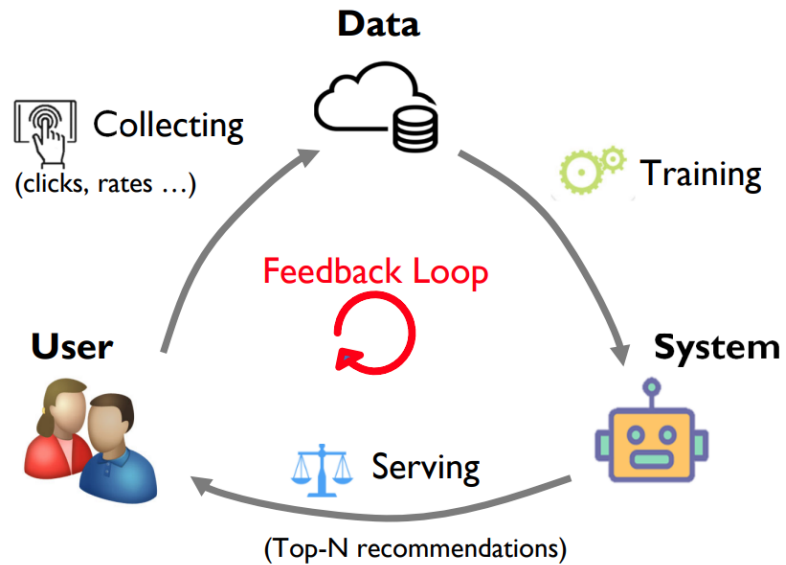 Data
Collecting
(clicks, rates ...)
Training
Feedback Loop
User
System
Serving
(Top-N recommendations)